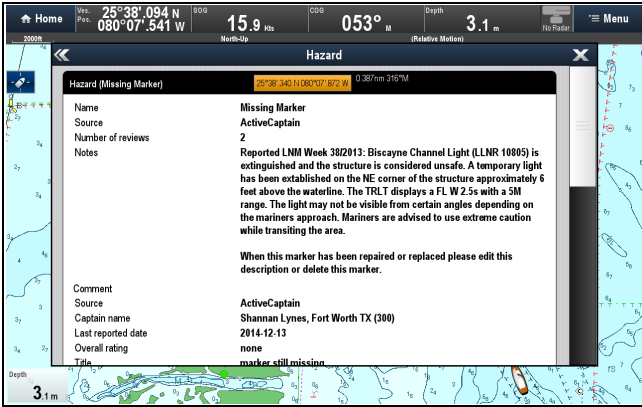 Home
Ves. Pos. 25°38'.094 N
080°07'.541 W
SOG
15.9 Kts
COG
053° M
Depth
3.1 m
No Radar
Menu
2000ft
North-Up
(Relative Motion)
Hazard
Hazard (Missing Marker)
25°38'.340 N 080°07'.672 W
0.387nm 316°M
Name Missing Marker
Source ActiveCaptain
Number of reviews 2
Notes Reported LNM Week 38/2013: Biscayne Channel Light (LLNR 10805) is
extinguished and the structure is considered unsafe. A temporary light
has been extablished on the NE corner of the structure approximately 6
feet above the waterline. The TRLT displays a FL W 2.5s with a 5M
range. The light may not be visible from certain angles depending on
the mariners approach. Mariners are advised to use extreme caution
while transiting the area.
When this marker has been repaired or replaced please edit this
description or delete this marker.
Comment
Source ActiveCaptain
Captain name Shannan Lynes, Fort Worth TX (300)
Last reported date 2014-12-13
Overall rating none
Title marker still missing
Depth
3.1 m